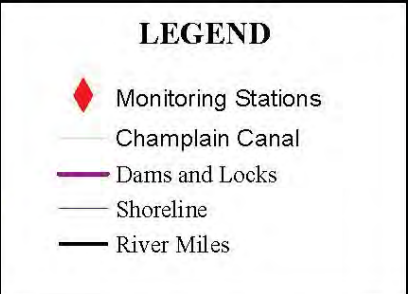 LEGEND
Monitoring Stations
Champlain Canal
Dams and Locks
Shoreline
River Miles